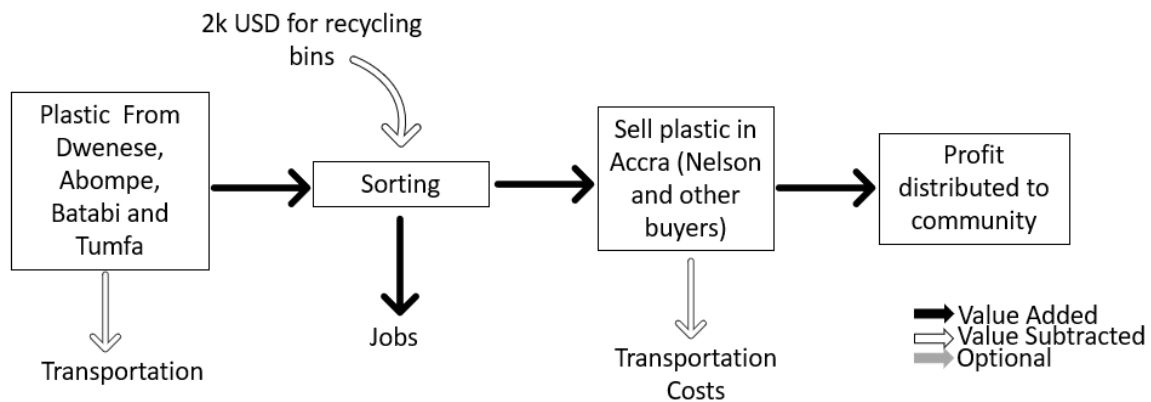 2k USD for recycling
bins
Plastic From
Dwenese,
Abompe,
Batabi and
Tumfa
Sorting
Sell plastic in
Accra (Nelson
and other
buyers)
Profit
distributed to
community
Transportation
Jobs
Transportation
Costs
Value Added
Value Subtracted
Optional